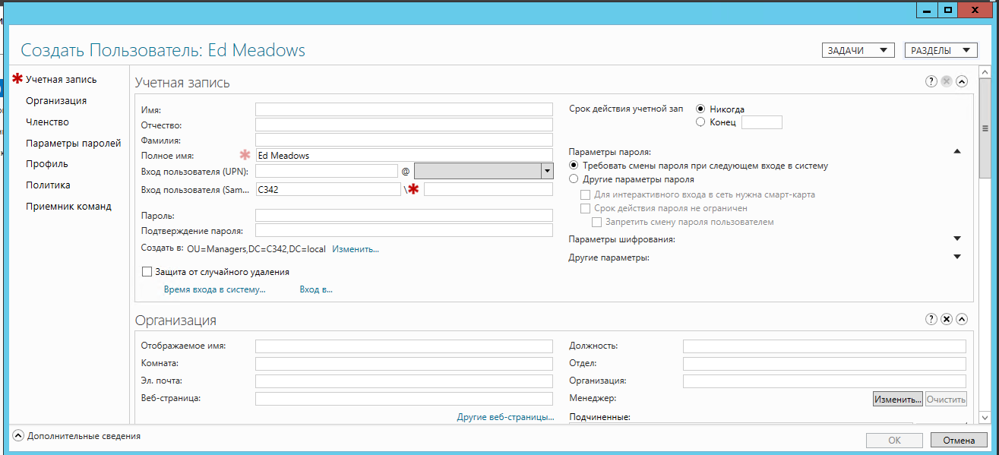 Создать Пользователь: Ed Meadows
ЗАДАЧИ
РАЗДЕЛЫ
* Учетная запись
Организация
Членство
Параметры паролей
Профиль
Политика
Приемник команд
Учетная запись
?
Имя:
Отчество:
Фамилия:
Полное имя: * Ed Meadows
Вход пользователя (UPN): @
Вход пользователя (Sam... C342 \*
Пароль:
Подтверждение пароля:
Создать в: OU=Managers,DC=C342,DC=local Изменить...
Защита от случайного удаления
Время входа в систему... Вход в...
Срок действия учетной зап
Никогда
Конец
Параметры пароля:
Требовать смены пароля при следующем входе в систему
Другие параметры пароля
Для интерактивного входа в сеть нужна смарт-карта
Срок действия пароля не ограничен
Запретить смену пароля пользователем
Параметры шифрования:
Другие параметры:
Организация
?
Отображаемое имя:
Комната:
Эл. почта:
Веб-страница:
Другие веб-страницы...
Должность:
Отдел:
Организация:
Менеджер: Изменить... Очистить
Подчиненные:
Дополнительные сведения
OK
Отмена